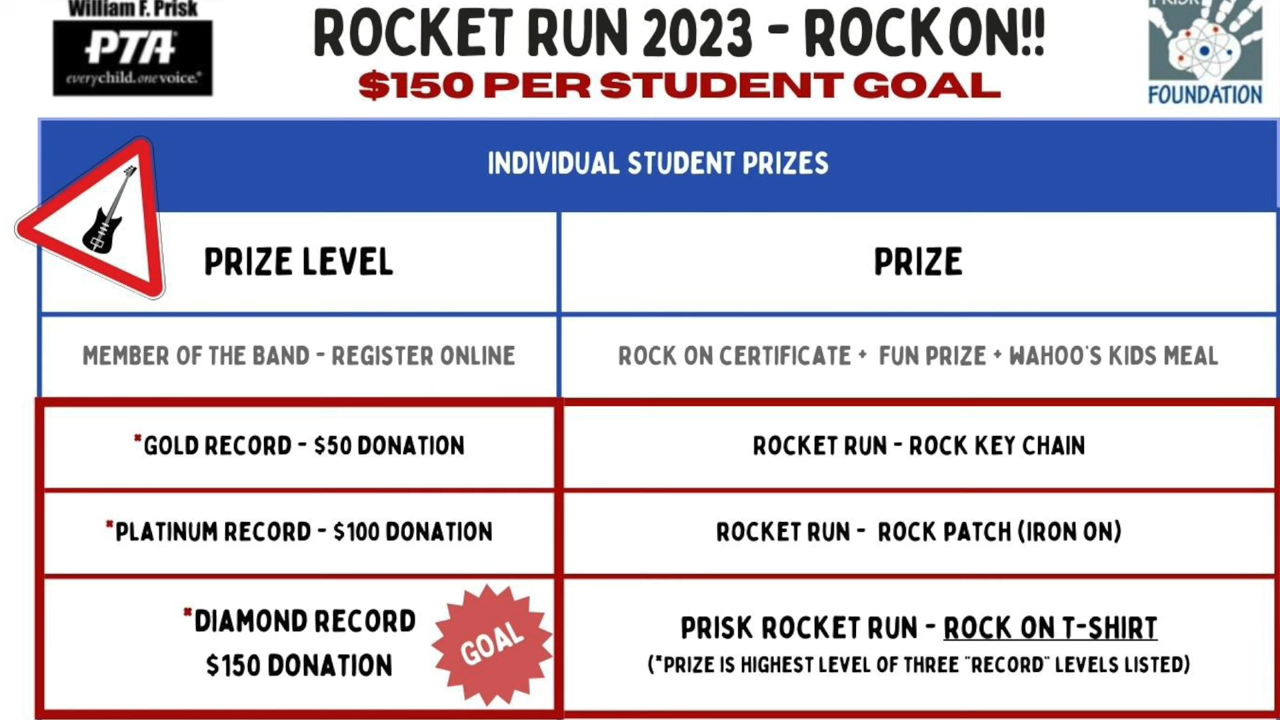 William F. Prisk
PTA
everychild.onevoice.®
ROCKET RUN 2023 - ROCKON!!
$150 PER STUDENT GOAL
PRISK
FOUNDATION
INDIVIDUAL STUDENT PRIZES
PRIZE LEVEL
PRIZE
MEMBER OF THE BAND - REGISTER ONLINE
ROCK ON CERTIFICATE + FUN PRIZE + WAHOO'S KIDS MEAL
*GOLD RECORD - $50 DONATION
ROCKET RUN - ROCK KEY CHAIN
*PLATINUM RECORD - $100 DONATION
ROCKET RUN - ROCK PATCH (IRON ON)
*DIAMOND RECORD
$150 DONATION
GOAL
PRISK ROCKET RUN - ROCK ON T-SHIRT
(*PRIZE IS HIGHEST LEVEL OF THREE "RECORD" LEVELS LISTED)